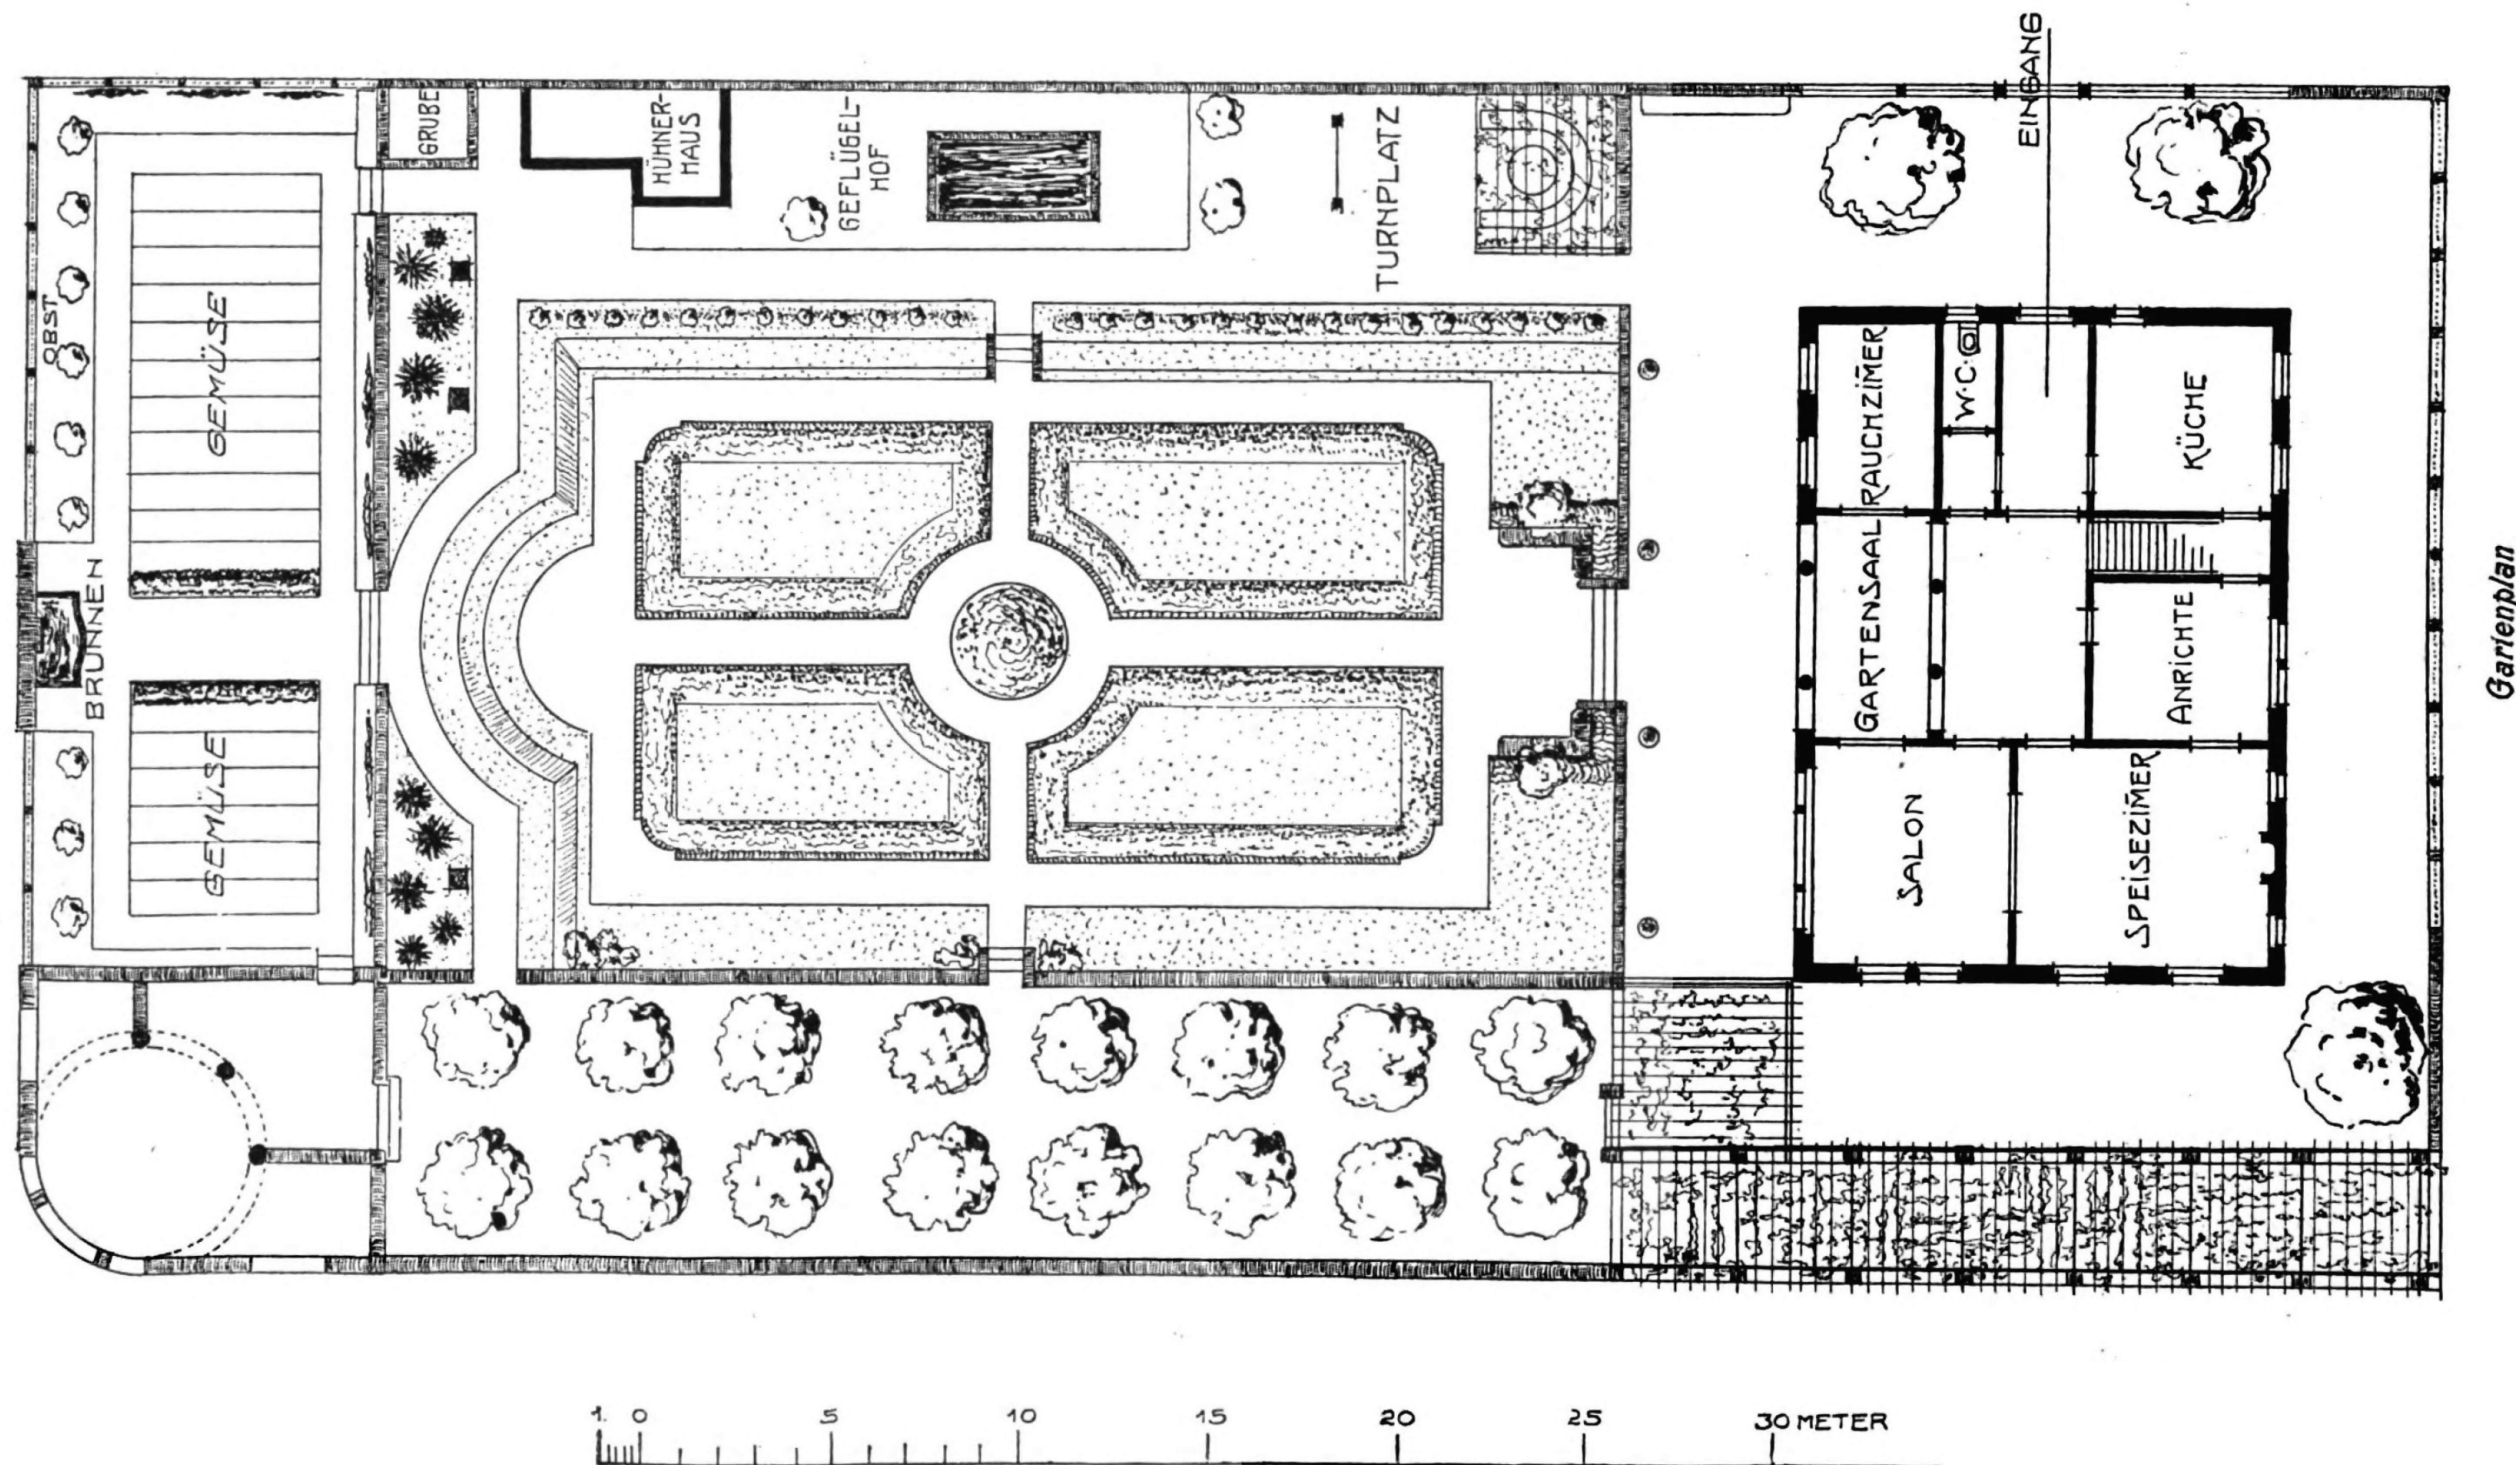 EINGANG
GRUBE
HÜHNER-
HAUS
GEFLÜGEL-
HOF
TURNPLATZ
OBST
GEMÜSE
BRUNNEN
GEMÜSE
RAUCHZIMER
W.C.
KÜCHE
GARTENSAAL
ANRICHTE
SALON
SPEISEZIMER
Gartenplan
1. 0 5 10 15 20 25 30 METER